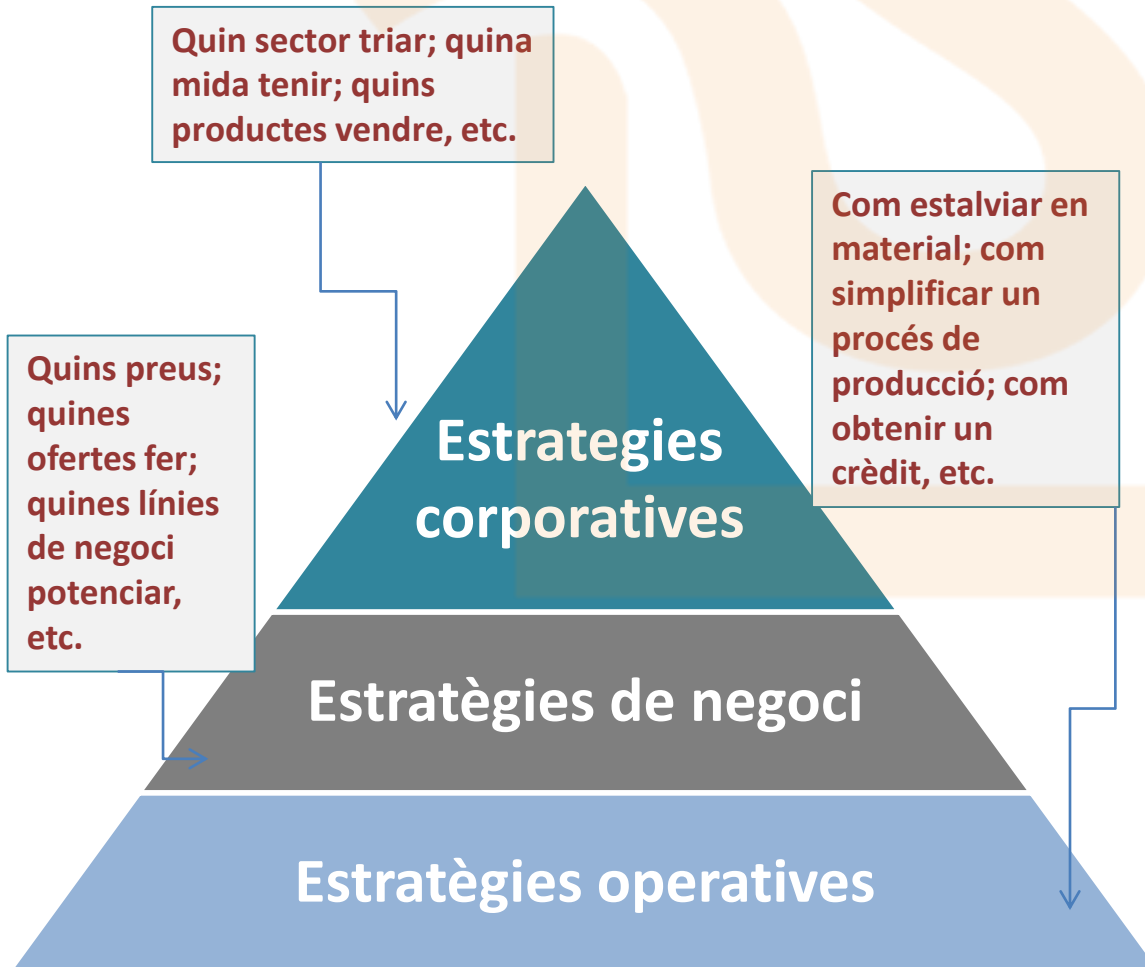 Quin sector triar; quina
mida tenir; quins
productes vendre, etc.
Com estalviar en
material; com
simplificar un
procés de
producció; com
obtenir un
crèdit, etc.
Quins preus;
quines
ofertes fer;
quines línies
de negoci
potenciar,
etc.
Estrategies
corporatives
Estratègies de negoci
Estratègies operatives